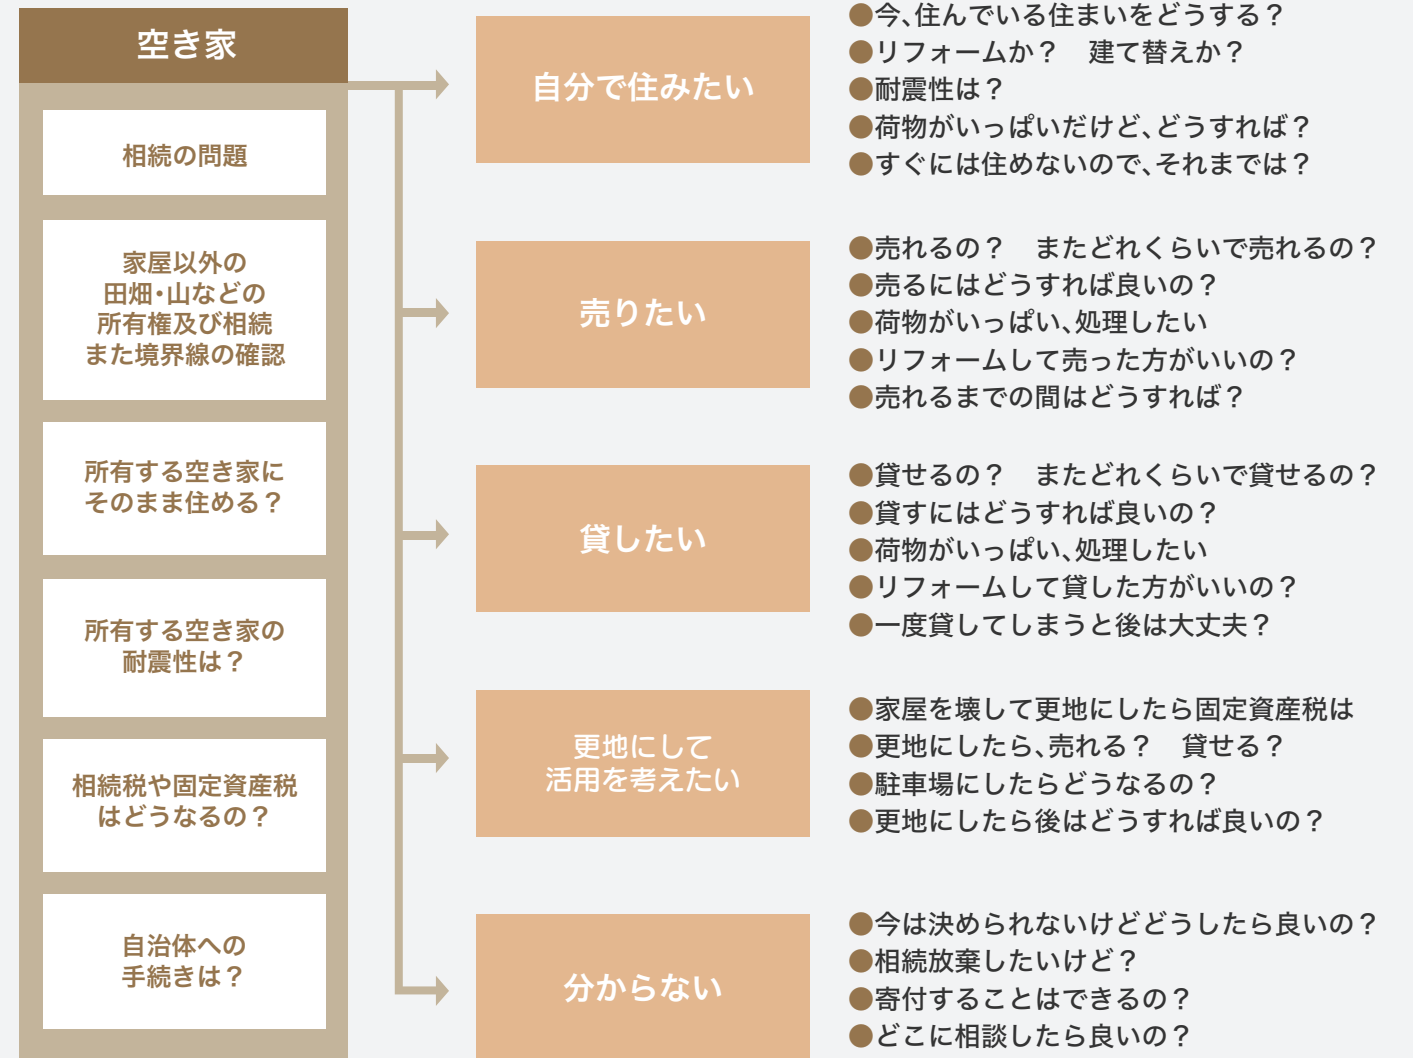 空き家
相続の問題
家屋以外の
田畑・山などの
所有権及び相続
また境界線の確認
所有する空き家に
そのまま住める？
所有する空き家の
耐震性は？
相続税や固定資産税
はどうなるの？
自治体への
手続きは？
自分で住みたい
●今、住んでいる住まいをどうする？
●リフォームか？　建て替えか？
●耐震性は？
●荷物がいっぱいだけど、どうすれば？
●すぐには住めないので、それまでは？
売りたい
●売れるの？　またどれくらいで売れるの？
●売るにはどうすれば良いの？
●荷物がいっぱい、処理したい
●リフォームして売った方がいいの？
●売れるまでの間はどうすれば？
貸したい
●貸せるの？　またどれくらいで貸せるの？
●貸すにはどうすれば良いの？
●荷物がいっぱい、処理したい
●リフォームして貸した方がいいの？
●一度貸してしまうと後は大丈夫？
更地にして
活用を考えたい
●家屋を壊して更地にしたら固定資産税は
●更地にしたら、売れる？　貸せる？
●駐車場にしたらどうなるの？
●更地にしたら後はどうすれば良いの？
分からない
●今は決められないけどどうしたら良いの？
●相続放棄したいけど？
●寄付することはできるの？
●どこに相談したら良いの？